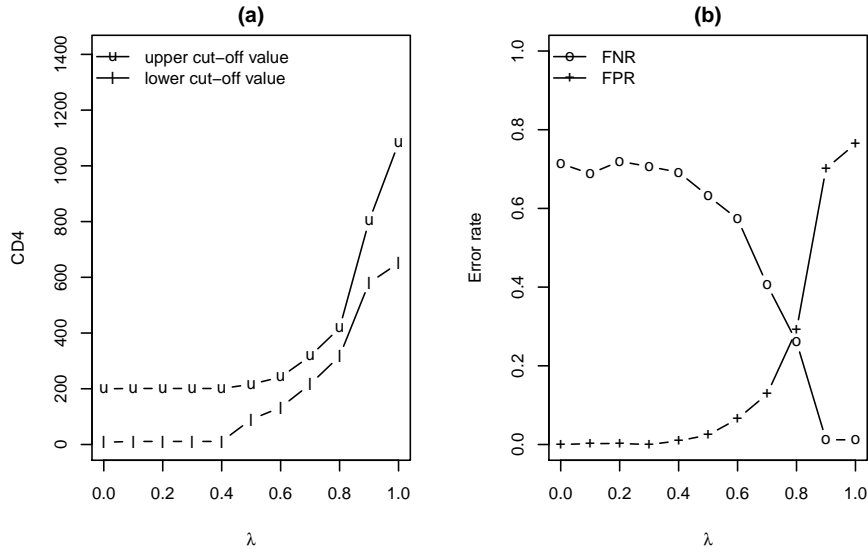 (a)
u upper cut−off value
l lower cut−off value
CD4
0 200 400 600 800 1000 1200 1400
0.0 0.2 0.4 0.6 0.8 1.0
λ
(b)
o FNR
+ FPR
Error rate
0.0 0.2 0.4 0.6 0.8 1.0
0.0 0.2 0.4 0.6 0.8 1.0
λ